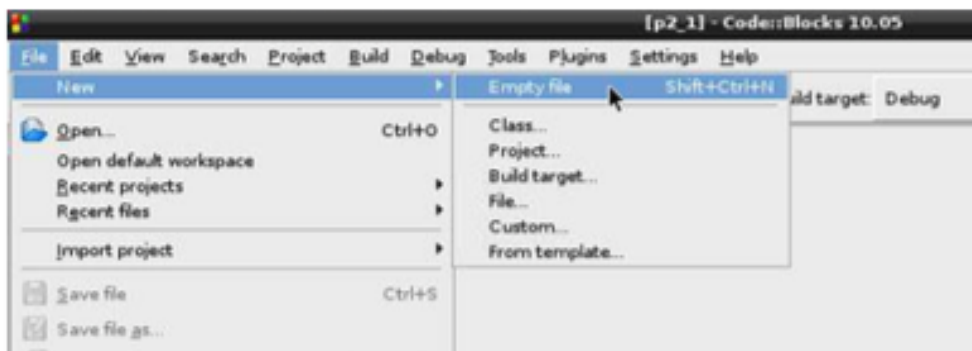 [p2_1] - Code::Blocks 10.05
File Edit View Search Project Build Debug Tools Plugins Settings Help
New
Empty file Shift+Ctrl+N
ild target: Debug
Open... Ctrl+O
Open default workspace
Recent projects
Recent files
Import project
Save file Ctrl+S
Save file as...
Class...
Project...
Build target...
File...
Custom...
From template...